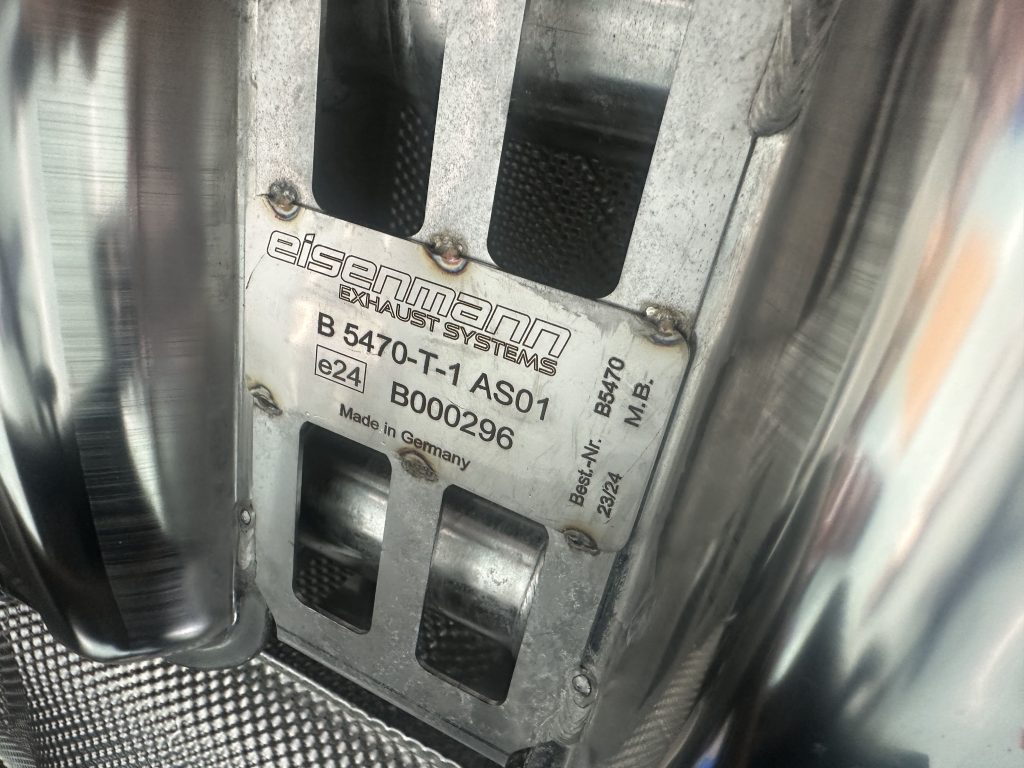 eisenmann
EXHAUST SYSTEMS
B 5470-T-1 AS01
e24 B000296
Made in Germany
Best.-Nr. B5470
23/24 M.B.